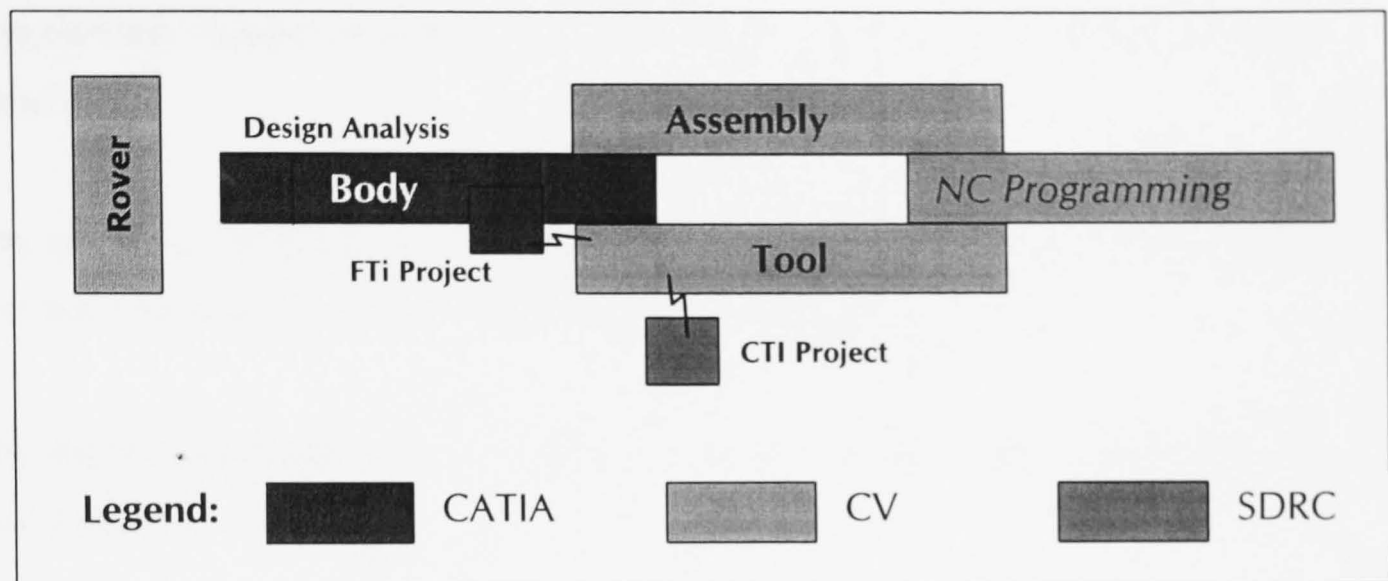 Rover
Design Analysis
Assembly
Body
NC Programming
FTi Project
Tool
CTI Project
Legend:
CATIA
CV
SDRC